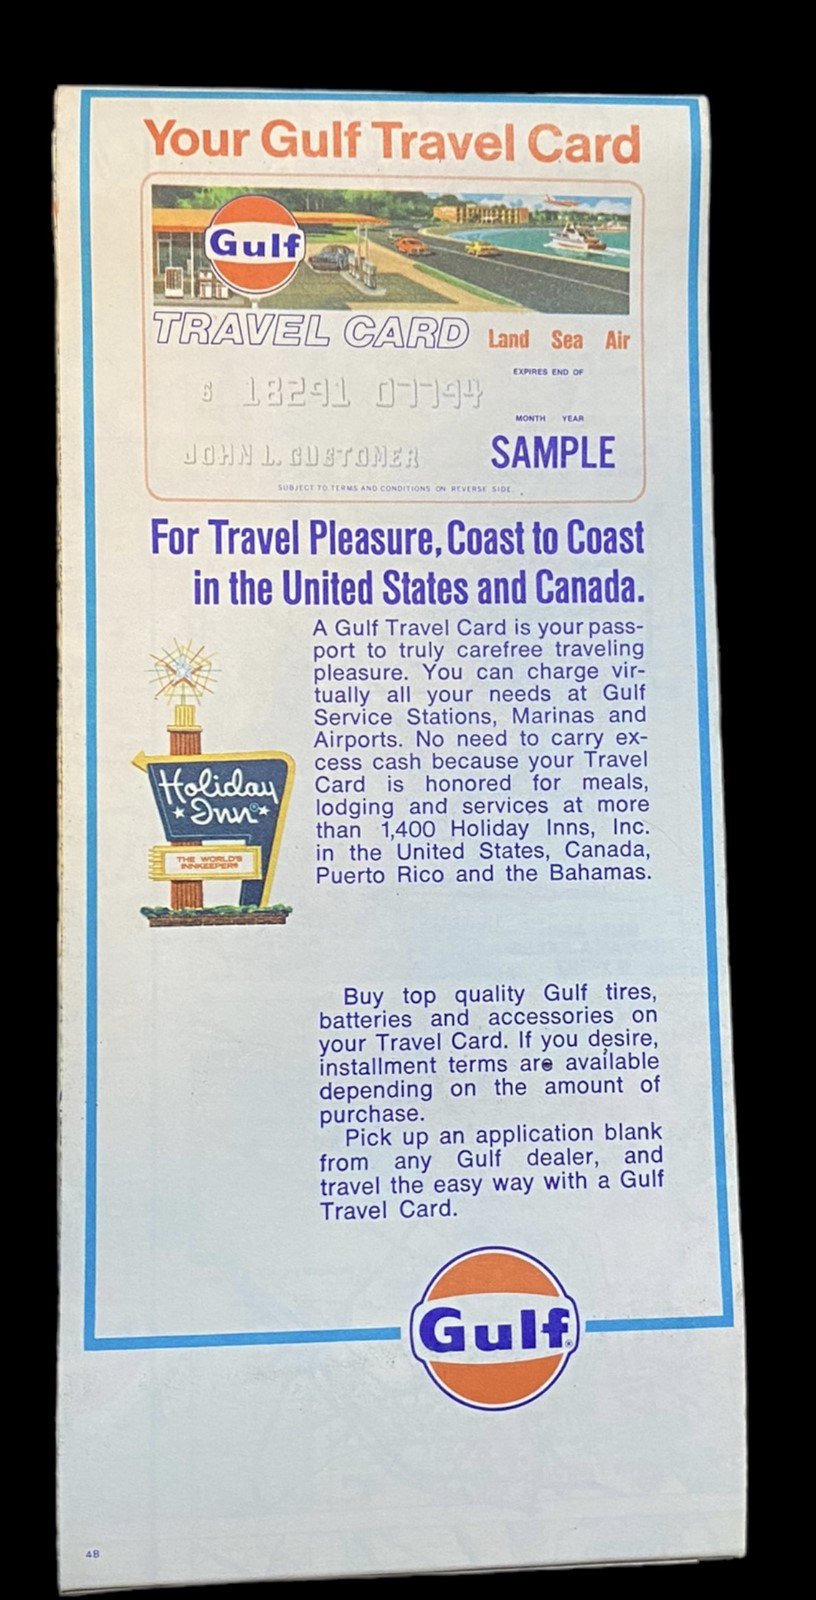 Your Gulf Travel Card
Gulf
TRAVEL CARD Land Sea Air
EXPIRES END OF
6 18291 07794
MONTH YEAR
JOHN L. CUSTOMER SAMPLE
SUBJECT TO TERMS AND CONDITIONS ON REVERSE SIDE.
For Travel Pleasure, Coast to Coast
in the United States and Canada.
A Gulf Travel Card is your pass-
port to truly carefree traveling
pleasure. You can charge vir-
tually all your needs at Gulf
Service Stations, Marinas and
Airports. No need to carry ex-
cess cash because your Travel
Card is honored for meals,
lodging and services at more
than 1,400 Holiday Inns, Inc.
in the United States, Canada,
Puerto Rico and the Bahamas.
Holiday
Inn®
THE WORLD'S
INNKEEPER®
Buy top quality Gulf tires,
batteries and accessories on
your Travel Card. If you desire,
installment terms are available
depending on the amount of
purchase.
Pick up an application blank
from any Gulf dealer, and
travel the easy way with a Gulf
Travel Card.
Gulf®
4B